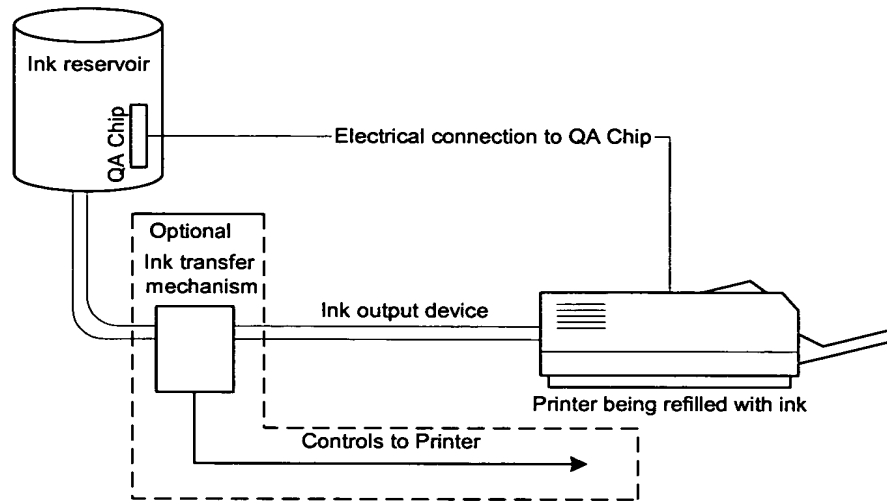 Ink reservoir
QA Chip
Electrical connection to QA Chip
Optional
Ink transfer
mechanism
Ink output device
Printer being refilled with ink
Controls to Printer